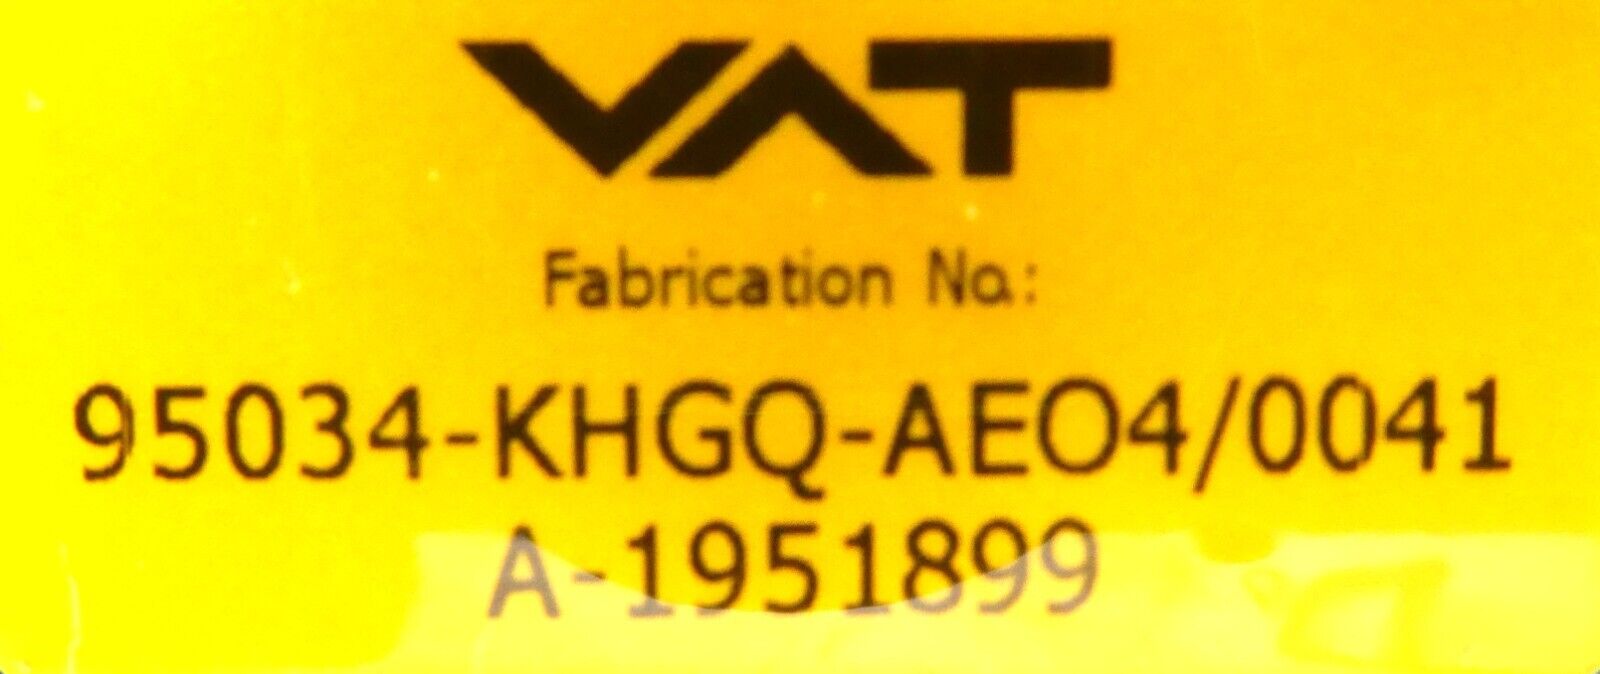 VAT
Fabrication No.:
95034-KHGQ-AEO4/0041
A-1951899